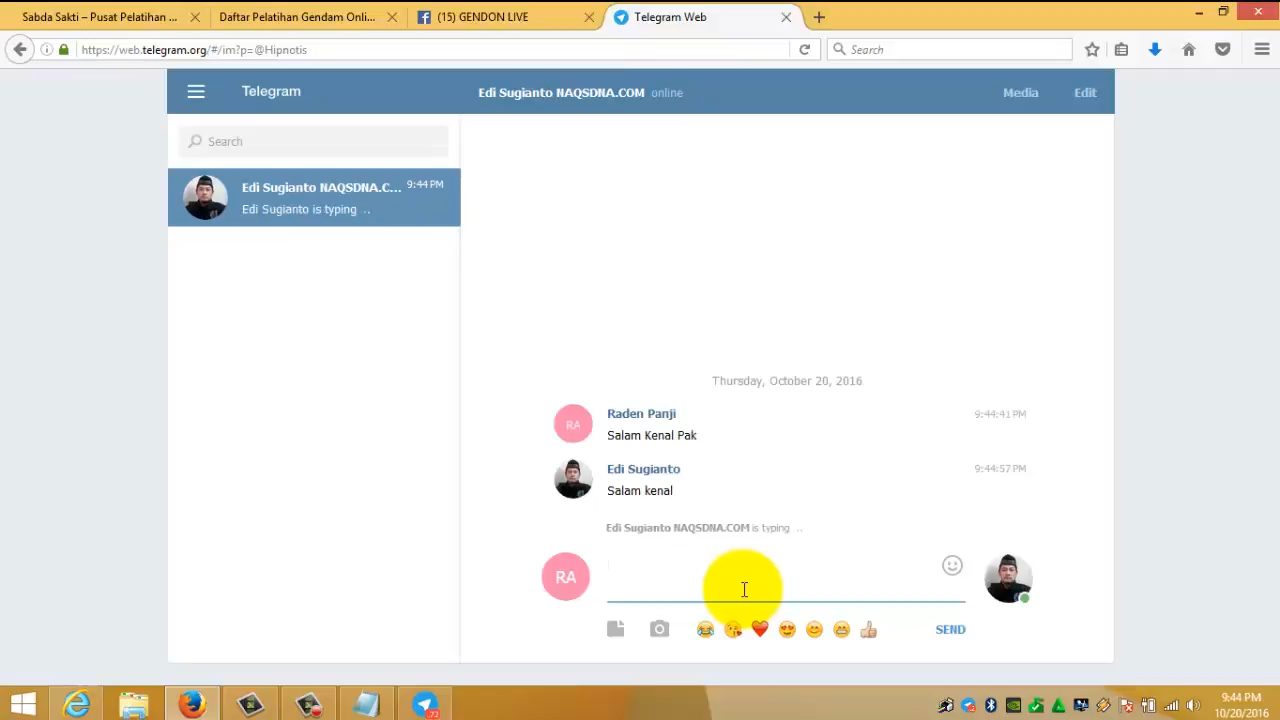 Sabda Sakti – Pusat Pelatihan ...
Daftar Pelatihan Gendam Onli...
(15) GENDON LIVE
Telegram Web
https://web.telegram.org/#/im?p=@Hipnotis
Search
Telegram
Edi Sugianto NAQSDNA.COM online
Media
Edit
Search
Edi Sugianto NAQSDNA.C... 9:44 PM
Edi Sugianto is typing ...
Thursday, October 20, 2016
RA
Raden Panji 9:44:41 PM
Salam Kenal Pak
Edi Sugianto 9:44:57 PM
Salam kenal
Edi Sugianto NAQSDNA.COM is typing ..
RA
SEND
9:44 PM
10/20/2016